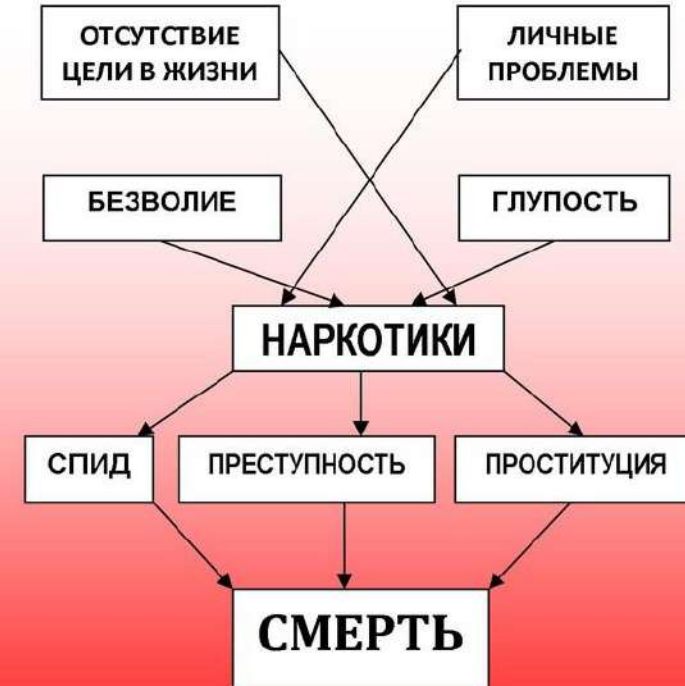 ОТСУТСТВИЕ
ЦЕЛИ В ЖИЗНИ
ЛИЧНЫЕ
ПРОБЛЕМЫ
БЕЗВОЛИЕ
ГЛУПОСТЬ
НАРКОТИКИ
СПИД
ПРЕСТУПНОСТЬ
ПРОСТИТУЦИЯ
СМЕРТЬ